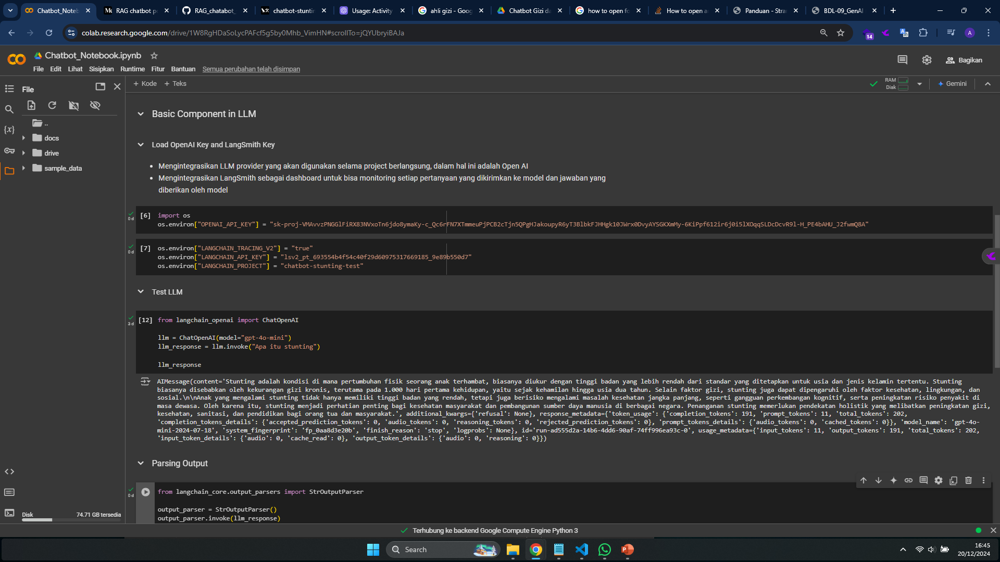 Chatbot_Noteb
RAG chatbot p
RAG_chatabot_
chatbot-stunti
Usage: Activity
ahli gizi - Goog
Chatbot Gizi da
how to open fo
How to open a
Panduan - Stra
BDL-09_GenAI
colab.research.google.com/drive/1W8RgHDaSoLycPAFcf5g5by0Mhb_VimHN#scrollTo=jQYUbryiBAJa
14
A
Chatbot_Notebook.ipynb
File Edit Lihat Sisipkan Runtime Fitur Bantuan Semua perubahan telah disimpan
Bagikan
File
+ Kode + Teks
RAM
Disk
Gemini
..
docs
drive
sample_data
Basic Component in LLM
Load OpenAI Key and LangSmith Key
Mengintegrasikan LLM provider yang akan digunakan selama project berlangsung, dalam hal ini adalah Open AI
Mengintegrasikan LangSmith sebagai dashboard untuk bisa monitoring setiap pertanyaan yang dikirimkan ke model dan jawaban yang
diberikan oleh model
0 d
[6] import os
os.environ["OPENAI_API_KEY"] =
0 d
[7] os.environ["LANGCHAIN_TRACING_V2"] = "true"
os.environ["LANGCHAIN_API_KEY"] =
os.environ["LANGCHAIN_PROJECT"] = "chatbot-stunting-test"
Test LLM
3 d
[12] from langchain_openai import ChatOpenAI
llm = ChatOpenAI(model="gpt-4o-mini")
llm_response = llm.invoke("Apa itu stunting")
llm_response
AIMessage(content='Stunting adalah kondisi di mana pertumbuhan fisik seorang anak terhambat, biasanya diukur dengan tinggi badan yang lebih rendah dari standar yang ditetapkan untuk usia dan jenis kelamin tertentu. Stunting
biasanya disebabkan oleh kekurangan gizi kronis, terutama pada 1.000 hari pertama kehidupan, yaitu sejak kehamilan hingga usia dua tahun. Selain faktor gizi, stunting juga dapat dipengaruhi oleh faktor kesehatan, lingkungan, dan
sosial.\n\nAnak yang mengalami stunting tidak hanya memiliki tinggi badan yang rendah, tetapi juga berisiko mengalami masalah kesehatan jangka panjang, seperti gangguan perkembangan kognitif, serta peningkatan risiko penyakit di
masa dewasa. Oleh karena itu, stunting menjadi perhatian penting bagi kesehatan masyarakat dan pembangunan sumber daya manusia di berbagai negara. Penanganan stunting memerlukan pendekatan holistik yang melibatkan peningkatan gizi,
kesehatan, sanitasi, dan pendidikan bagi orang tua dan masyarakat.', additional_kwargs={'refusal': None}, response_metadata={'token_usage': {'completion_tokens': 191, 'prompt_tokens': 11, 'total_tokens': 202,
'completion_tokens_details': {'accepted_prediction_tokens': 0, 'audio_tokens': 0, 'reasoning_tokens': 0, 'rejected_prediction_tokens': 0}, 'prompt_tokens_details': {'audio_tokens': 0, 'cached_tokens': 0}}, 'model_name': 'gpt-4o-
mini-2024-07-18', 'system_fingerprint': 'fp_0aa8d3e20b', 'finish_reason': 'stop', 'logprobs': None}, id='run-ad555d2a-14b6-4dd6-90af-74ff996ea93c-0', usage_metadata={'input_tokens': 11, 'output_tokens': 191, 'total_tokens': 202,
'input_token_details': {'audio': 0, 'cache_read': 0}, 'output_token_details': {'audio': 0, 'reasoning': 0}})
Parsing Output
0 d
from langchain_core.output_parsers import StrOutputParser
output_parser = StrOutputParser()
output_parser.invoke(llm_response)
Disk 74.71 GB tersedia
Terhubung ke backend Google Compute Engine Python 3
Search
16:45
20/12/2024